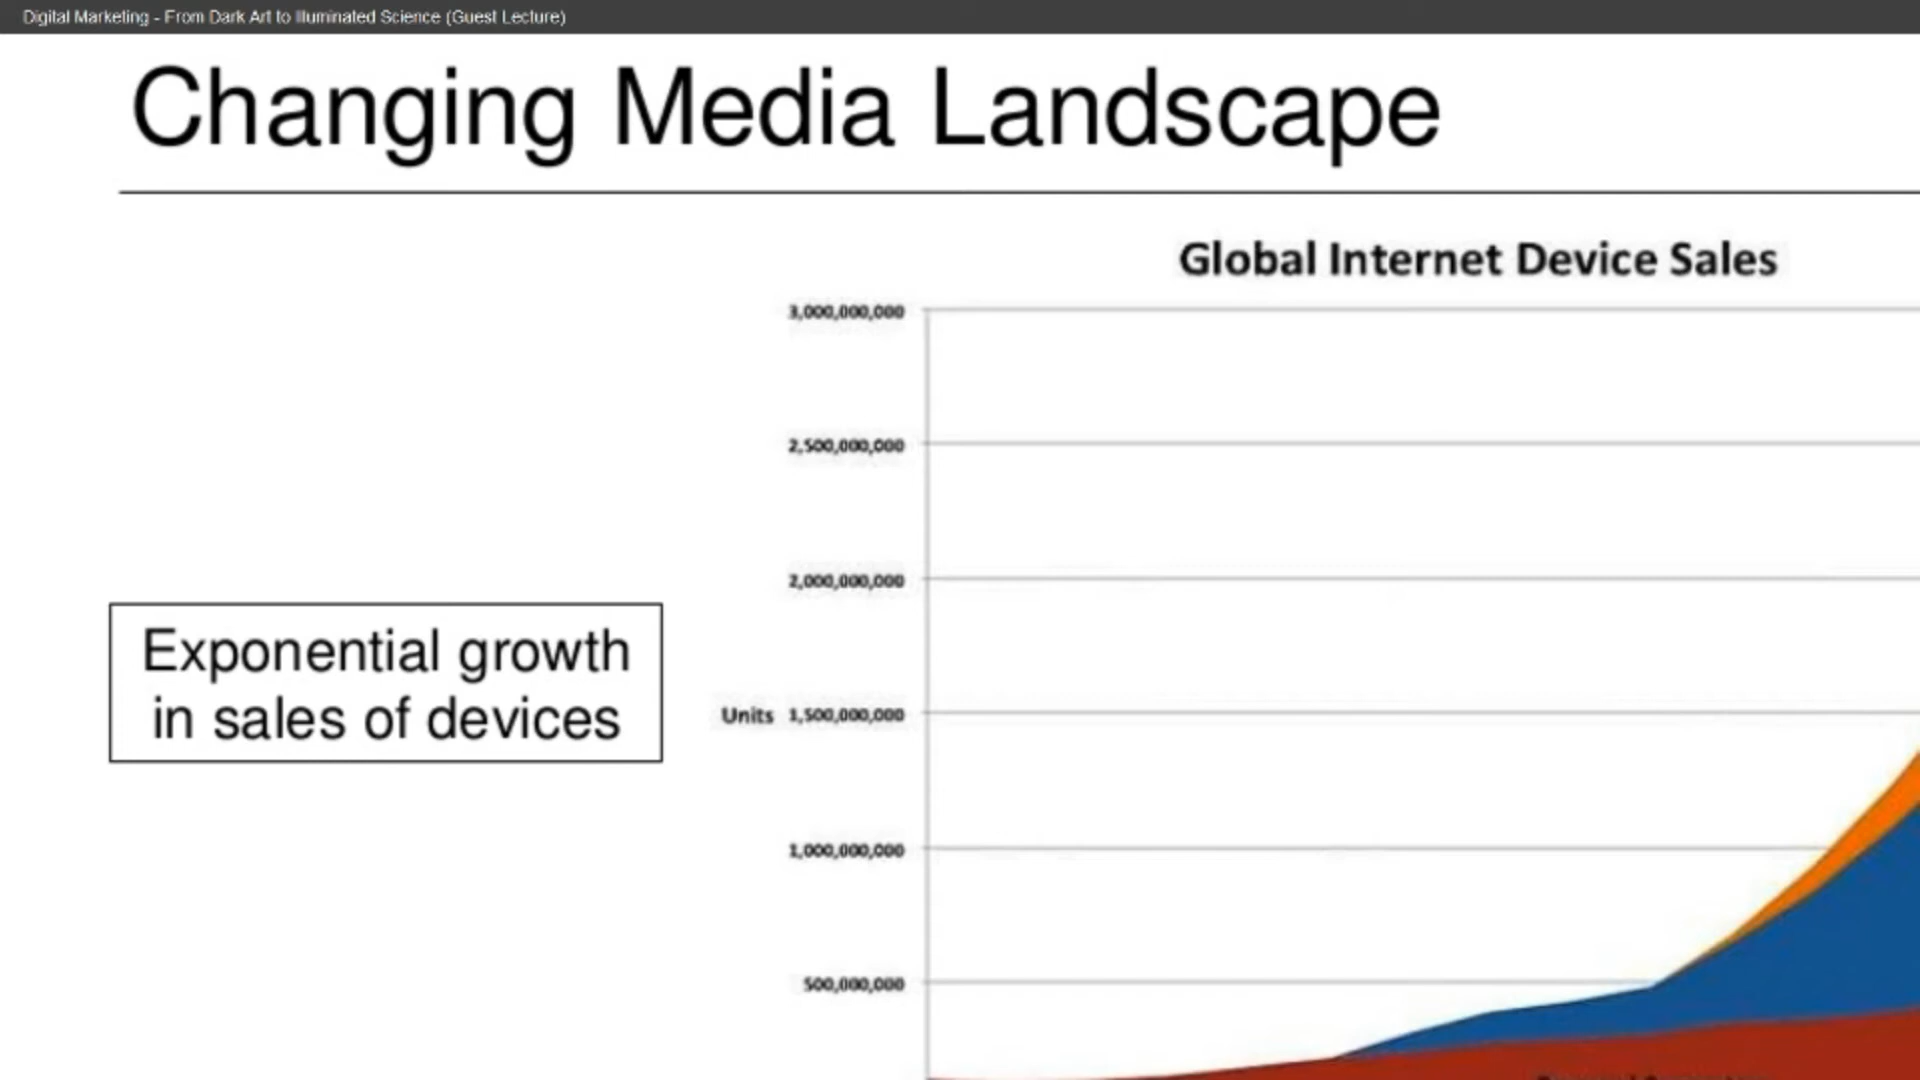 Digital Marketing - From Dark Art to Illuminated Science (Guest Lecture)
Changing Media Landscape
Global Internet Device Sales
3,000,000,000
2,500,000,000
2,000,000,000
Exponential growth
in sales of devices
Units 1,500,000,000
1,000,000,000
500,000,000